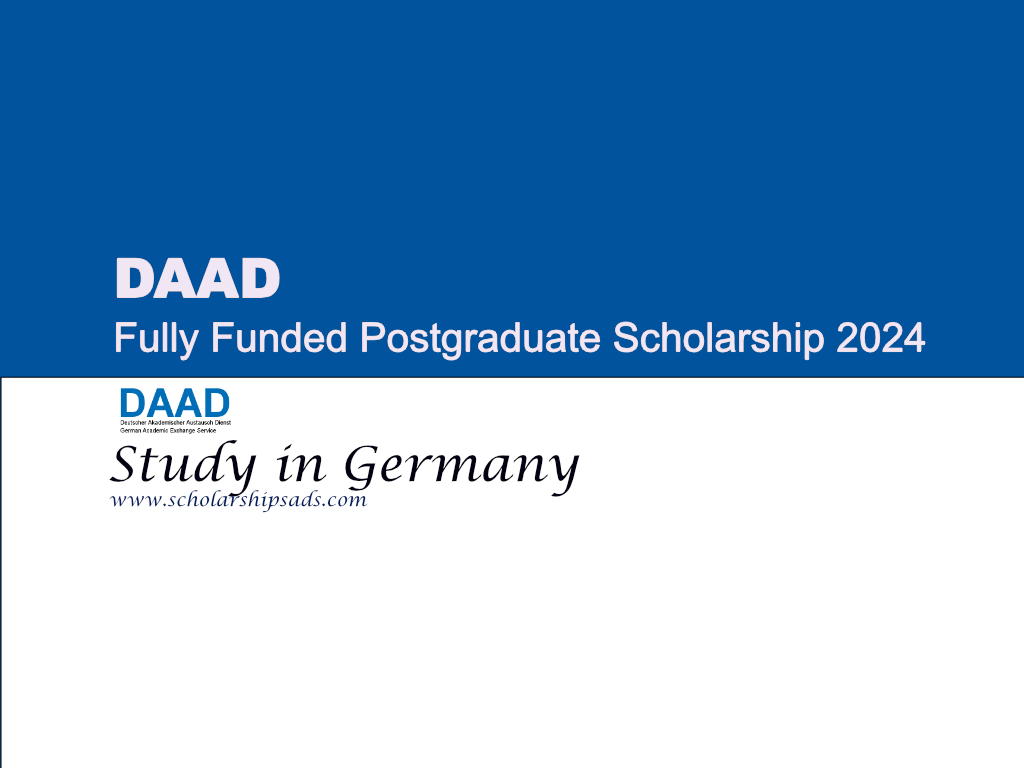 DAAD
Fully Funded Postgraduate Scholarship 2024
DAAD
Deutscher Akademischer Austausch Dienst
German Academic Exchange Service
Study in Germany
www.scholarshipsads.com